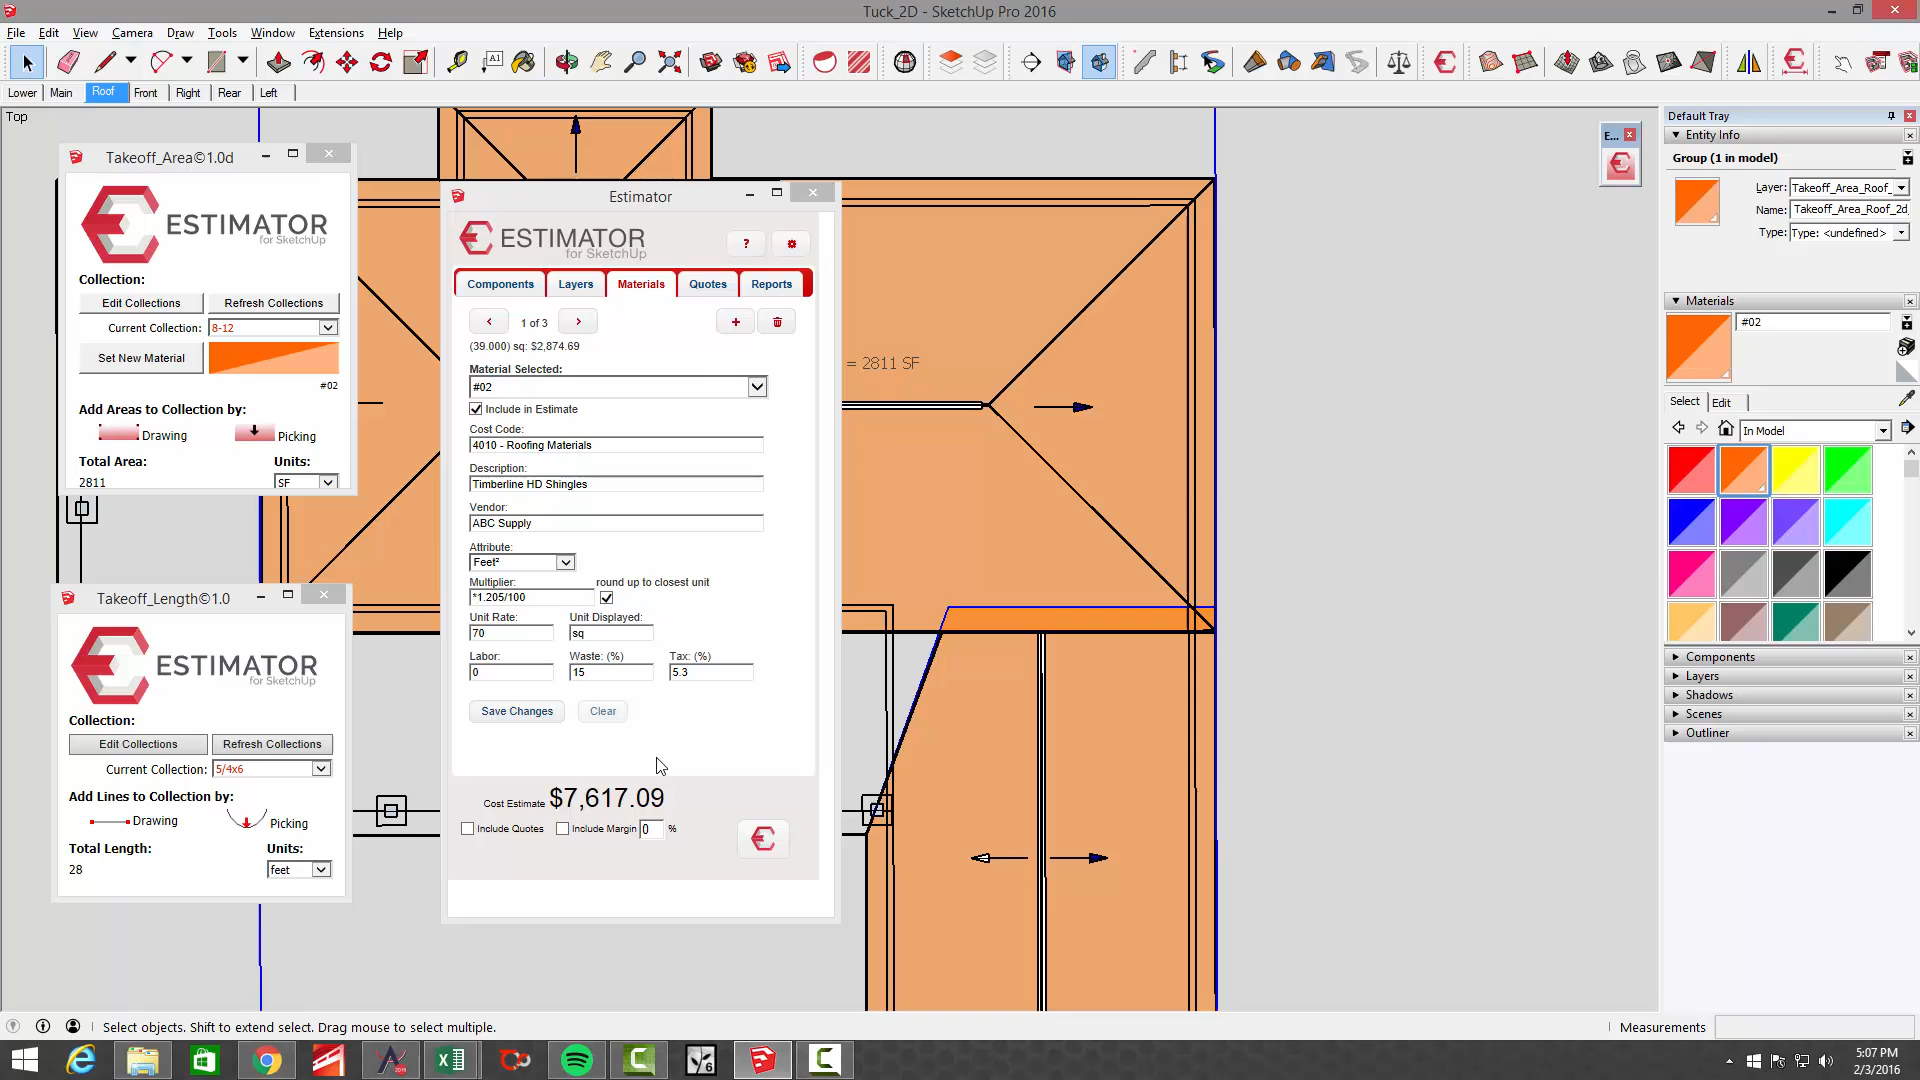 Tuck_2D - SketchUp Pro 2016
File Edit View Camera Draw Tools Window Extensions Help
A1
Lower Main Roof Front Right Rear Left
Top
Takeoff_Area©1.0d
ESTIMATOR
for SketchUp
Collection:
Edit Collections Refresh Collections
Current Collection: 8-12
Set New Material
#02
Add Areas to Collection by:
Drawing Picking
Total Area: Units:
2811 SF
Takeoff_Length©1.0
ESTIMATOR
for SketchUp
Collection:
Edit Collections Refresh Collections
Current Collection: 5/4x6
Add Lines to Collection by:
Drawing Picking
Total Length: Units:
28 feet
Estimator
ESTIMATOR
for SketchUp
?
Components Layers Materials Quotes Reports
< 1 of 3 > +
(39.000) sq: $2,874.69
Material Selected:
#02
Include in Estimate
Cost Code:
4010 - Roofing Materials
Description:
Timberline HD Shingles
Vendor:
ABC Supply
Attribute:
Feet²
Multiplier: round up to closest unit
*1.205/100
Unit Rate: Unit Displayed:
70 sq
Labor: Waste: (%) Tax: (%)
0 15 5.3
Save Changes Clear
Cost Estimate $7,617.09
Include Quotes Include Margin 0 %
= 2811 SF
E...
Default Tray
Entity Info
Group (1 in model)
Layer: Takeoff_Area_Roof_
Name: Takeoff_Area_Roof_2d
Type: Type: <undefined>
Materials
#02
Select Edit
In Model
Components
Layers
Shadows
Scenes
Outliner
Select objects. Shift to extend select. Drag mouse to select multiple.
Measurements
5:07 PM
2/3/2016